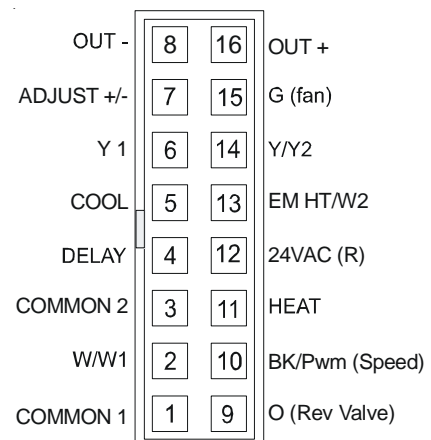 OUT - 8 16 OUT +
ADJUST +/- 7 15 G (fan)
Y 1 6 14 Y/Y2
COOL 5 13 EM HT/W2
DELAY 4 12 24VAC (R)
COMMON 2 3 11 HEAT
W/W1 2 10 BK/Pwm (Speed)
COMMON 1 1 9 O (Rev Valve)